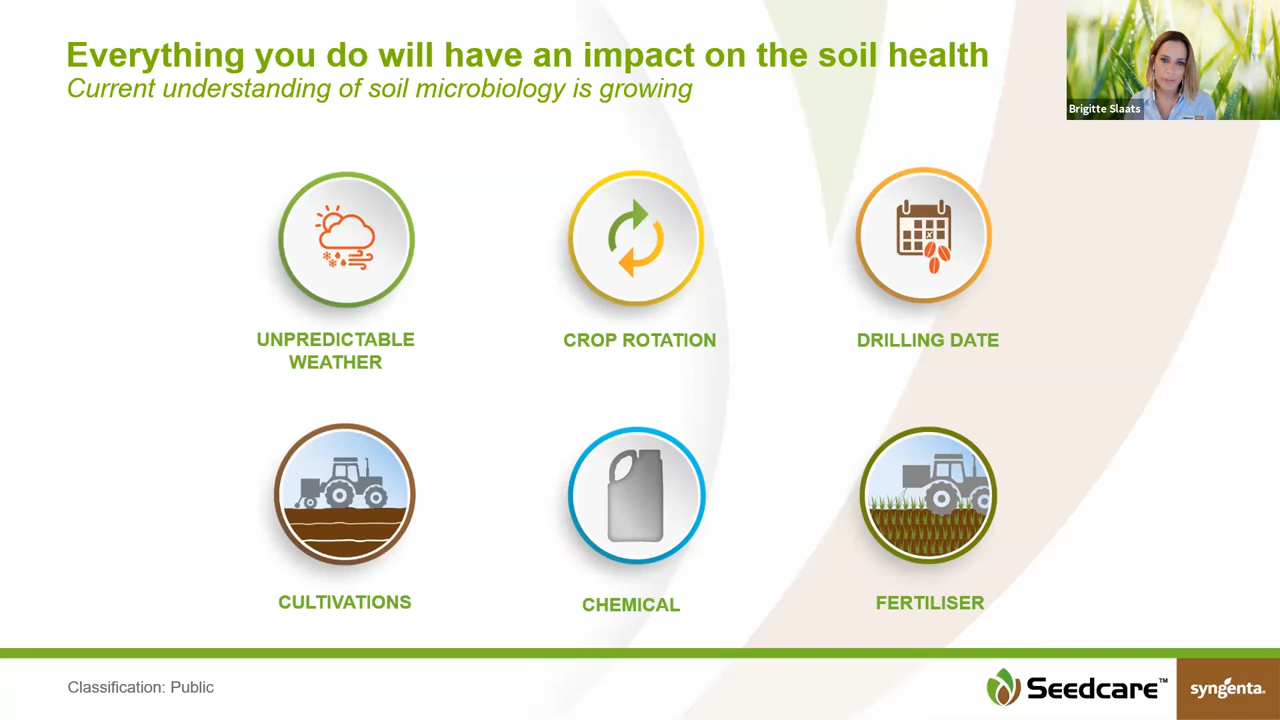 Everything you do will have an impact on the soil health
Current understanding of soil microbiology is growing
Brigitte Slaats
UNPREDICTABLE
WEATHER
CROP ROTATION
DRILLING DATE
CULTIVATIONS
CHEMICAL
FERTILISER
Classification: Public
Seedcare™
syngenta